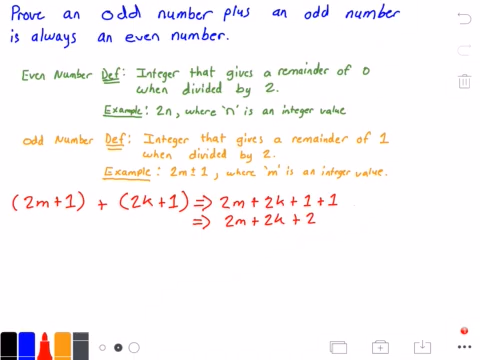 Prove an odd number plus an odd number
is always an even number.
Even Number Def: Integer that gives a remainder of 0
when divided by 2.
Example: 2n, where 'n' is an integer value
Odd Number Def: Integer that gives a remainder of 1
when divided by 2.
Example: 2m ± 1, where 'm' is an integer value.
(2m+1) + (2k+1) ⇒ 2m + 2k + 1 + 1
⇒ 2m + 2k + 2